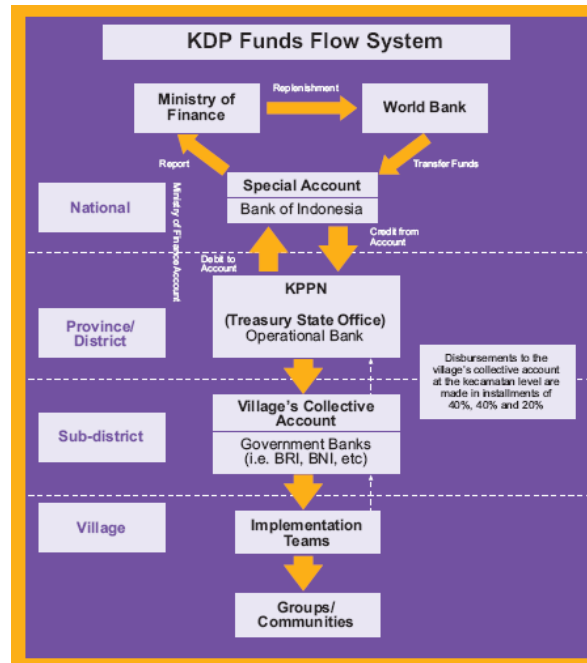 KDP Funds Flow System
Replenishment
Ministry of
Finance
World Bank
Report
Transfer Funds
Special Account
Bank of Indonesia
National
Ministry of Finance Account
Credit from
Account
Debit to
Account
KPPN
(Treasury State Office)
Operational Bank
Province/
District
Disbursements to the
village's collective account
at the kecamatan level are
made in installments of
40%, 40% and 20%
Village's Collective
Account
Government Banks
(i.e. BRI, BNI, etc)
Sub-district
Village
Implementation
Teams
Groups/
Communities